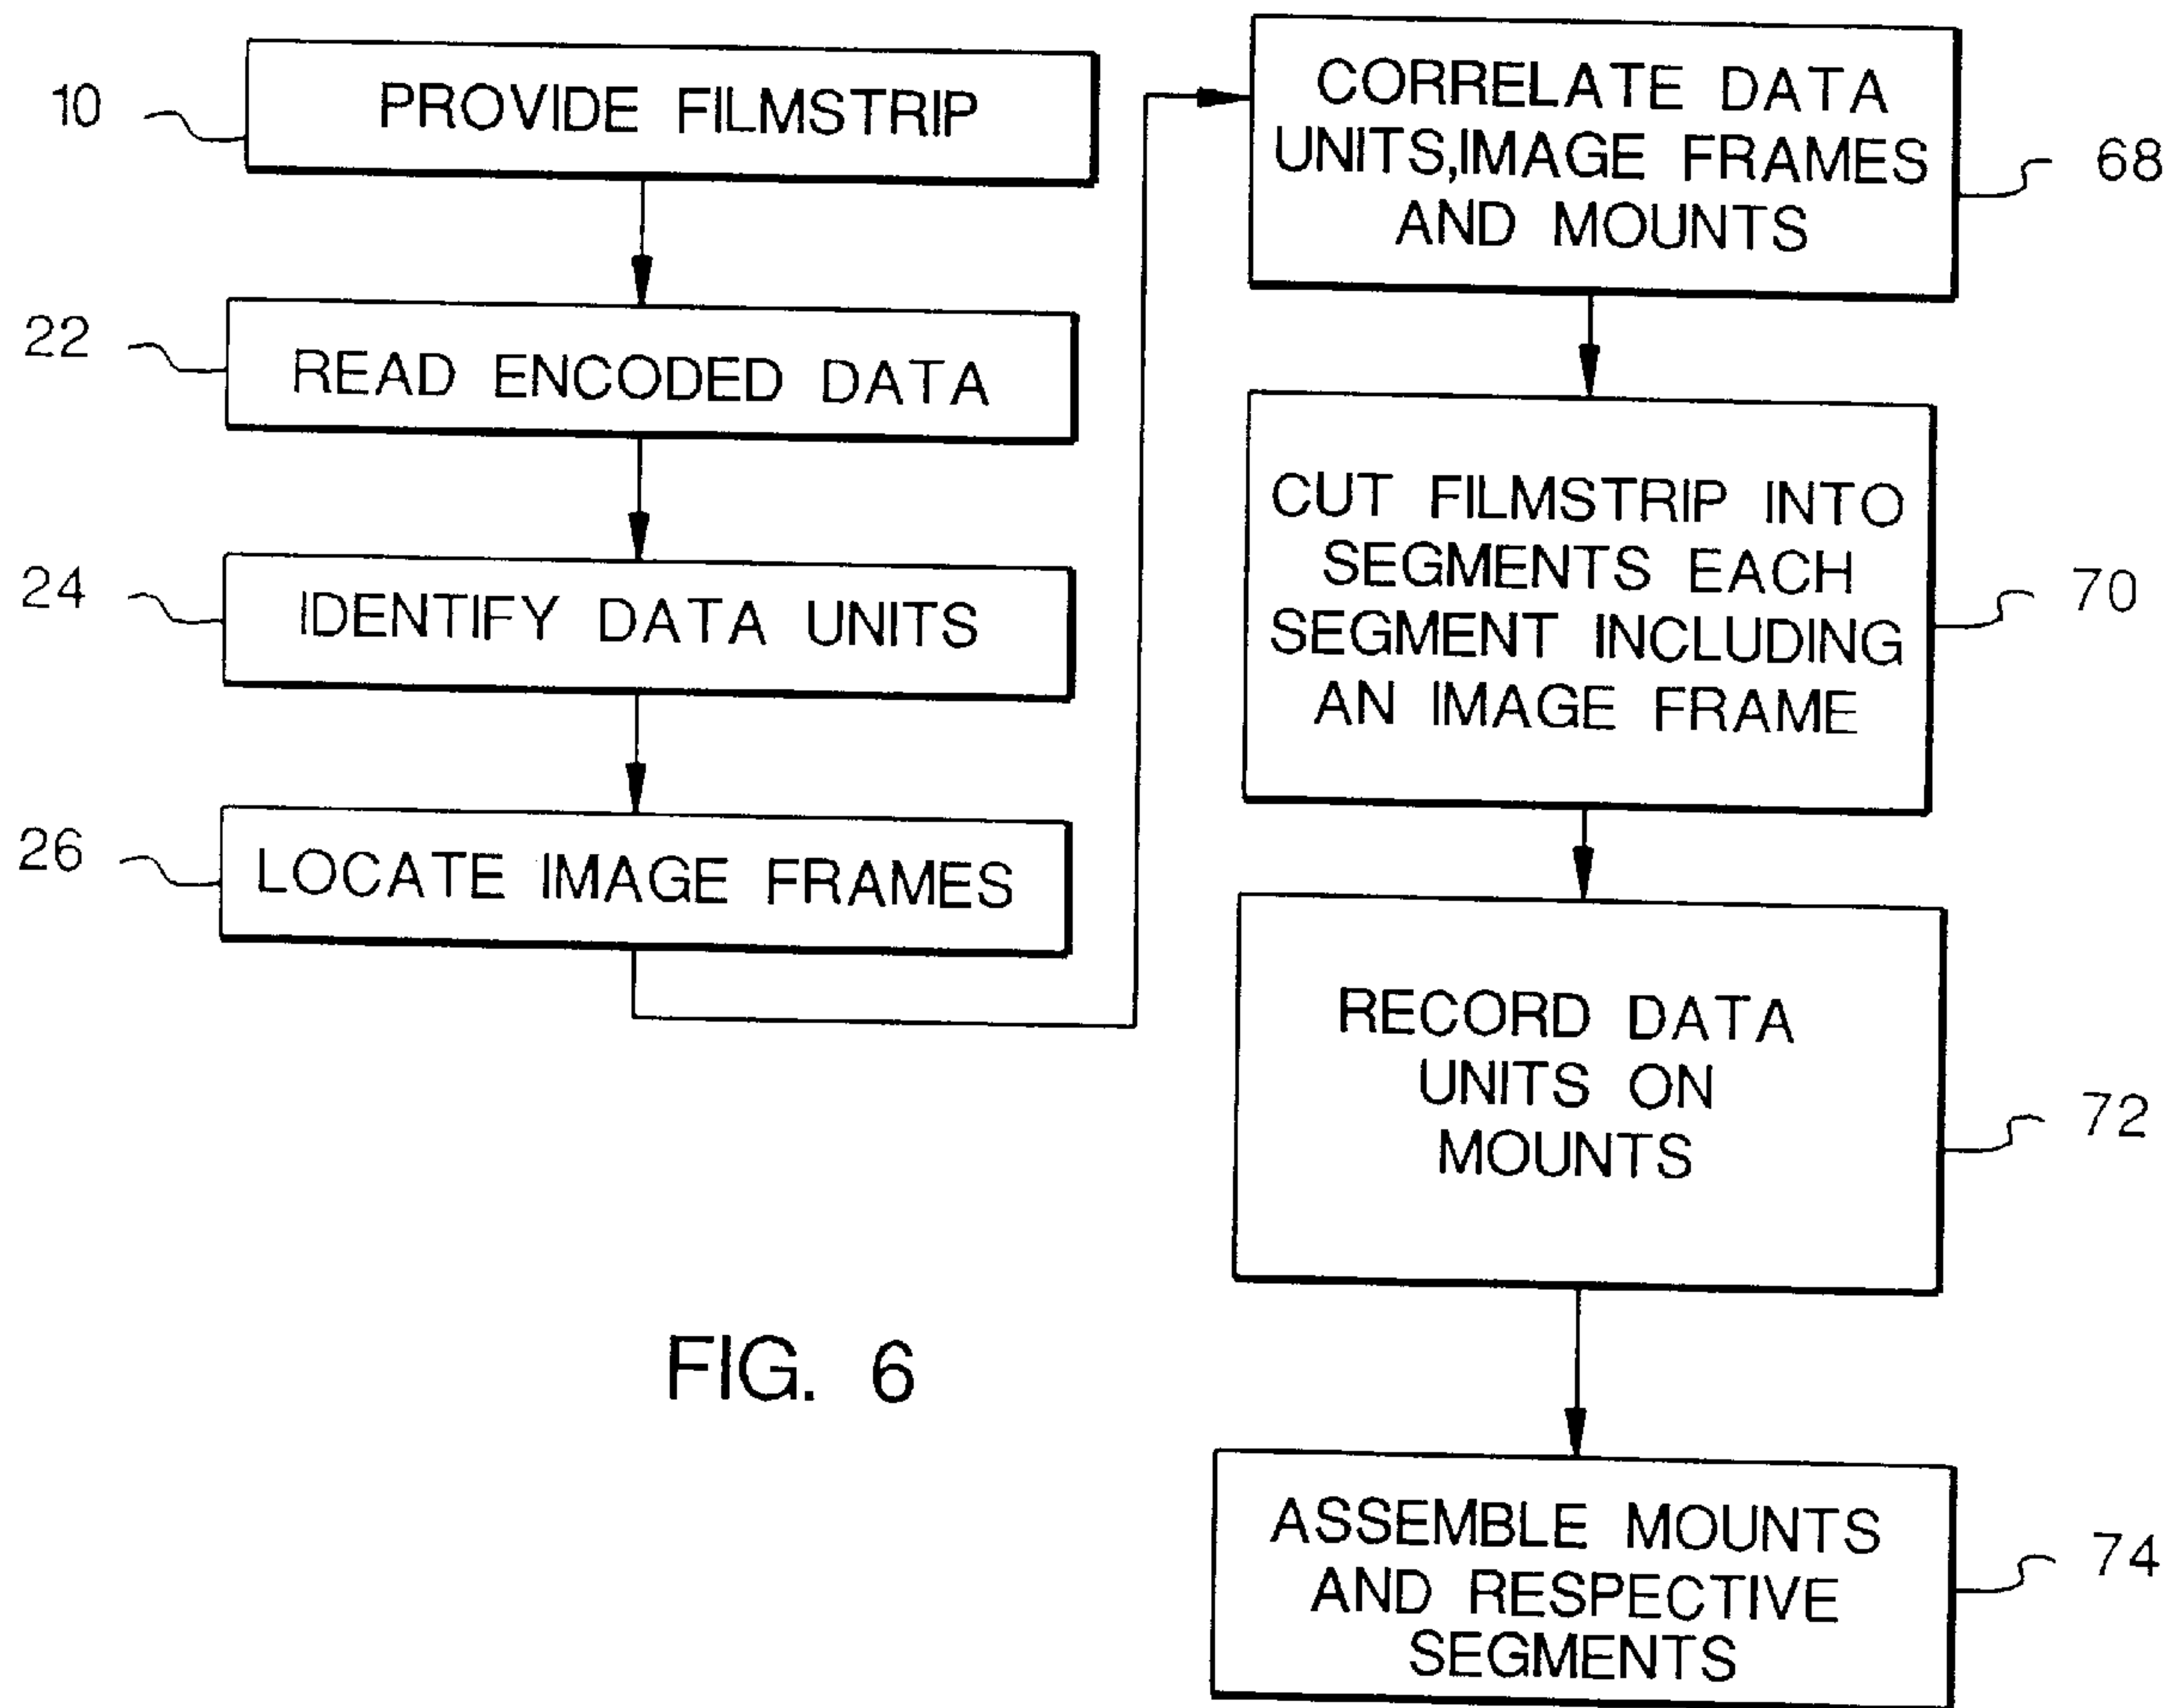 10
PROVIDE FILMSTRIP
22
READ ENCODED DATA
24
IDENTIFY DATA UNITS
26
LOCATE IMAGE FRAMES
CORRELATE DATA
UNITS,IMAGE FRAMES
AND MOUNTS
68
CUT FILMSTRIP INTO
SEGMENTS EACH
SEGMENT INCLUDING
AN IMAGE FRAME
70
RECORD DATA
UNITS ON
MOUNTS
72
ASSEMBLE MOUNTS
AND RESPECTIVE
SEGMENTS
74
FIG. 6